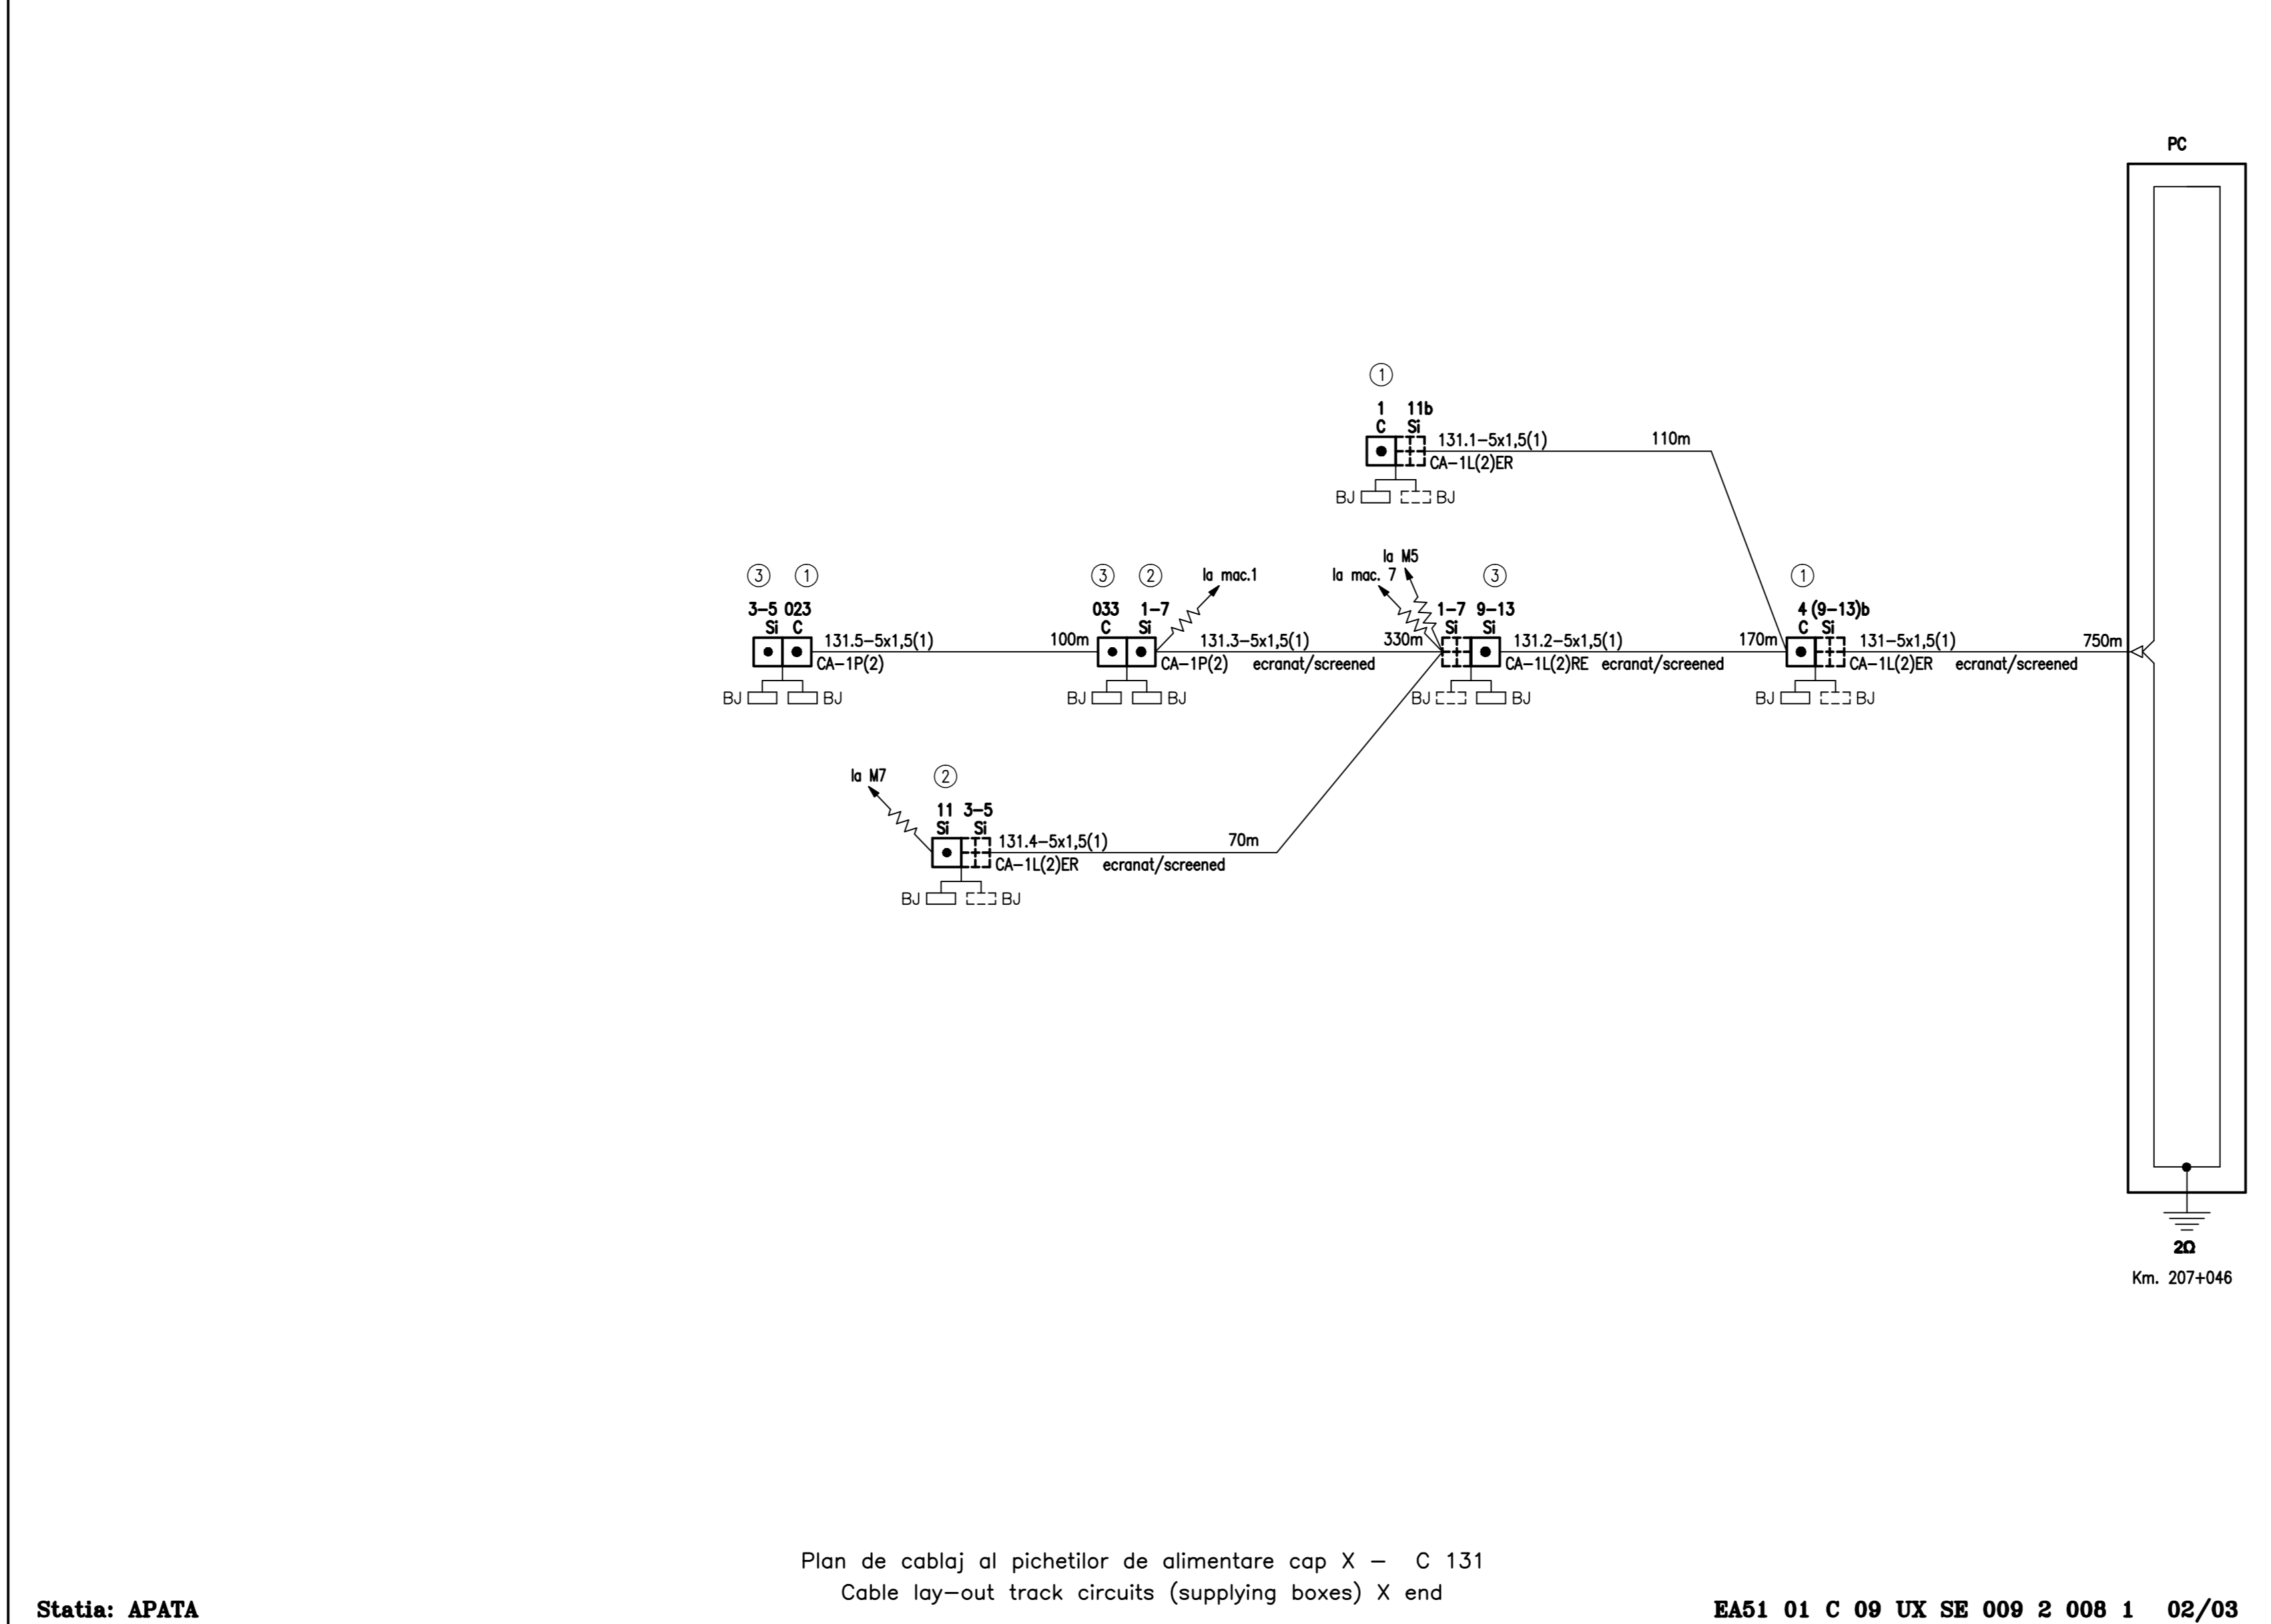 PC
1
1 11b
C Si
131.1-5x1,5(1) 110m
CA-1L(2)ER
BJ BJ
la M5
3 1 3 2 la mac.1 la mac. 7 3 1
3-5 023 033 1-7 1-7 9-13 4 (9-13)b
Si C C Si Si Si C Si
131.5-5x1,5(1) 100m 131.3-5x1,5(1) 330m 131.2-5x1,5(1) 170m 131-5x1,5(1) 750m
CA-1P(2) CA-1P(2) ecranat/screened CA-1L(2)RE ecranat/screened CA-1L(2)ER ecranat/screened
BJ BJ BJ BJ BJ BJ BJ BJ
la M7 2
11 3-5
Si Si
131.4-5x1,5(1) 70m
CA-1L(2)ER ecranat/screened
BJ BJ
2Ω
Km. 207+046
Plan de cablaj al pichetilor de alimentare cap X - C 131
Cable lay-out track circuits (supplying boxes) X end
Statia: APATA
EA51 01 C 09 UX SE 009 2 008 1 02/03